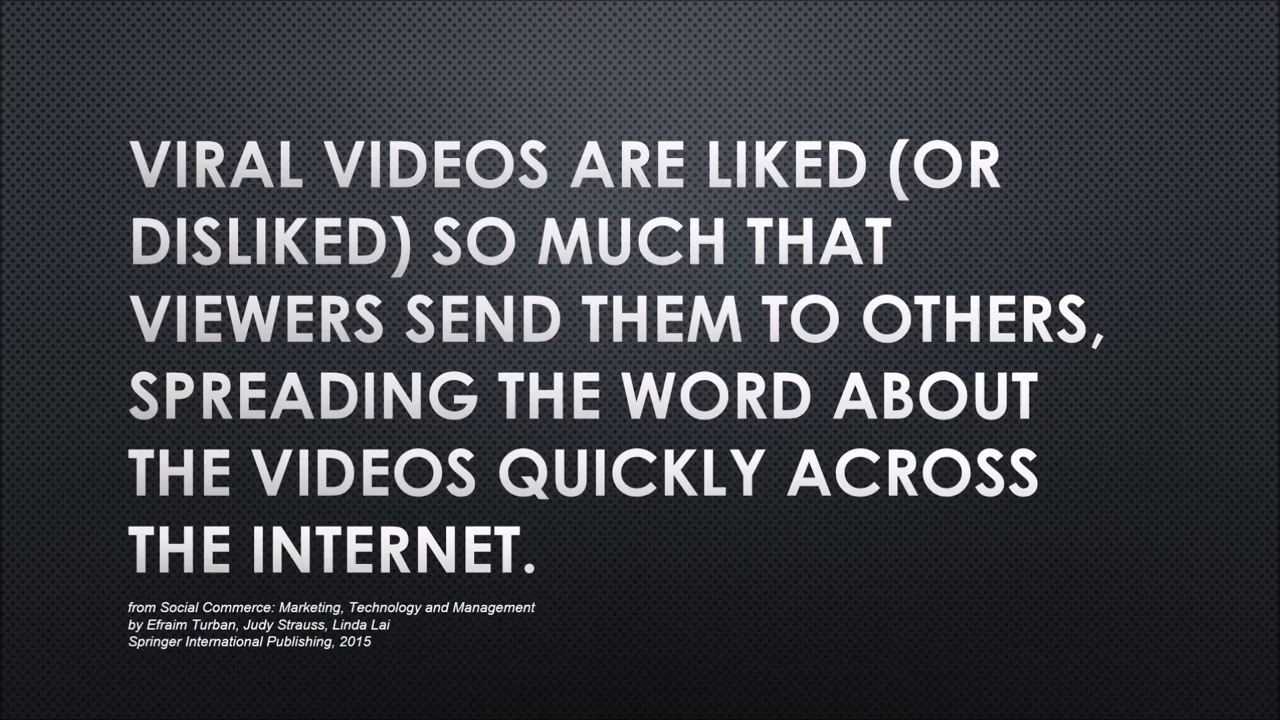 VIRAL VIDEOS ARE LIKED (OR
DISLIKED) SO MUCH THAT
VIEWERS SEND THEM TO OTHERS,
SPREADING THE WORD ABOUT
THE VIDEOS QUICKLY ACROSS
THE INTERNET.
from Social Commerce: Marketing, Technology and Management
by Efraim Turban, Judy Strauss, Linda Lai
Springer International Publishing, 2015